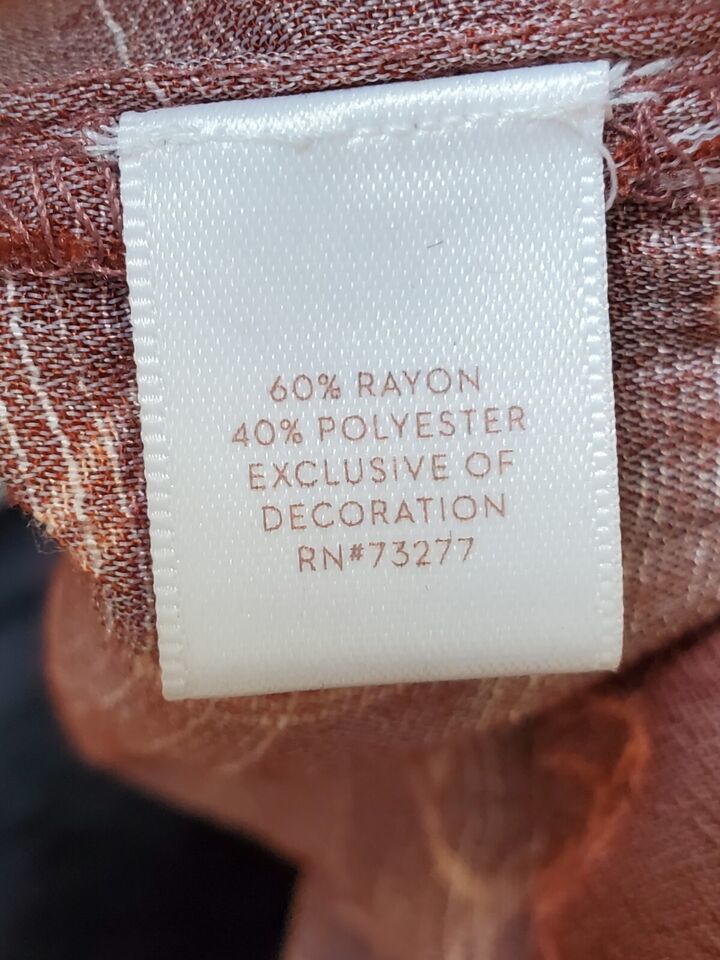 60% RAYON
40% POLYESTER
EXCLUSIVE OF
DECORATION
RN#73277